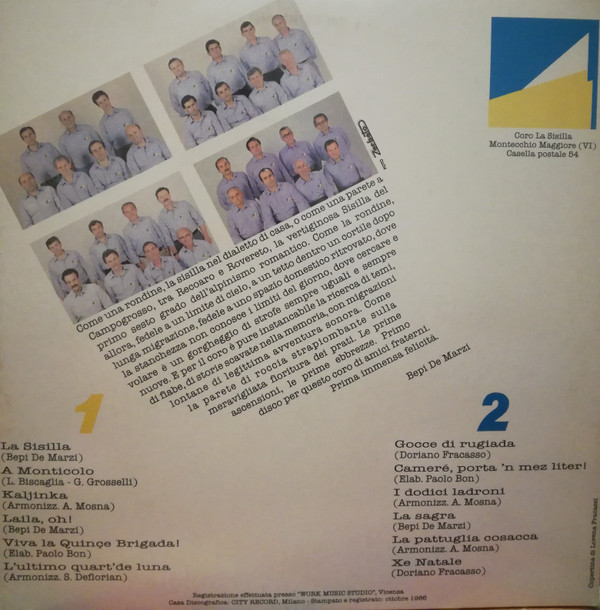 Coro La Sisilla
Montecchio Maggiore (VI)
Casella postale 54
Come una rondine, la sisilla nel dialetto di casa, o come una parete a
Campogrosso, tra Recoaro e Rovereto, la vertiginosa Sisilla del
primo sesto grado dell'alpinismo romantico. Come la rondine,
allora, fedele a un limite di cielo, a un tetto dentro un cortile dopo
lunga migrazione, fedele a uno spazio domestico ritrovato, dove
la stanchezza non conosce i limiti del giorno, dove cercare e
volare è un gorgheggio di strofe sempre uguali e sempre
nuove. E per il coro è pure instancabile la ricerca di temi,
di fiabe, di storie scavate nella memoria, con migrazioni
lontane di legittima avventura sonora. Come
la parete di roccia strapiombante sulla
meravigliata fioritura dei prati. Le prime
ascensioni, le prime ebbrezze. Primo
disco per questo coro di amici fraterni.
Prima immensa felicità.
Bepi De Marzi
1
La Sisilla
(Bepi De Marzi)
A Monticolo
(L. Biscaglia - G. Grosselli)
Kaljinka
(Armonizz. A. Mosna)
Laila, oh!
(Bepi De Marzi)
Viva la Quinçe Brigada!
(Elab. Paolo Bon)
L'ultimo quart'de luna
(Armonizz. S. Deflorian)
2
Gocce di rugiada
(Doriano Fracasso)
Cameré, porta 'n mez liter!
(Elab. Paolo Bon)
I dodici ladroni
(Armonizz. A. Mosna)
La sagra
(Bepi De Marzi)
La pattuglia cosacca
(Armonizz. A. Mosna)
Xe Natale
(Doriano Fracasso)
Copertina di Lorena
Registrazione effettuata presso "WORK MUSIC STUDIO", Vicenza
Casa Discografica: CITY RECORD, Milano - Stampato e registrato: ottobre 1986